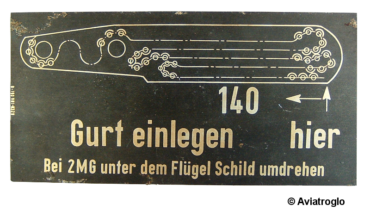 140
Gurt einlegen hier
Bei 2MG unter dem Flügel Schild umdrehen
© Aviatroglo